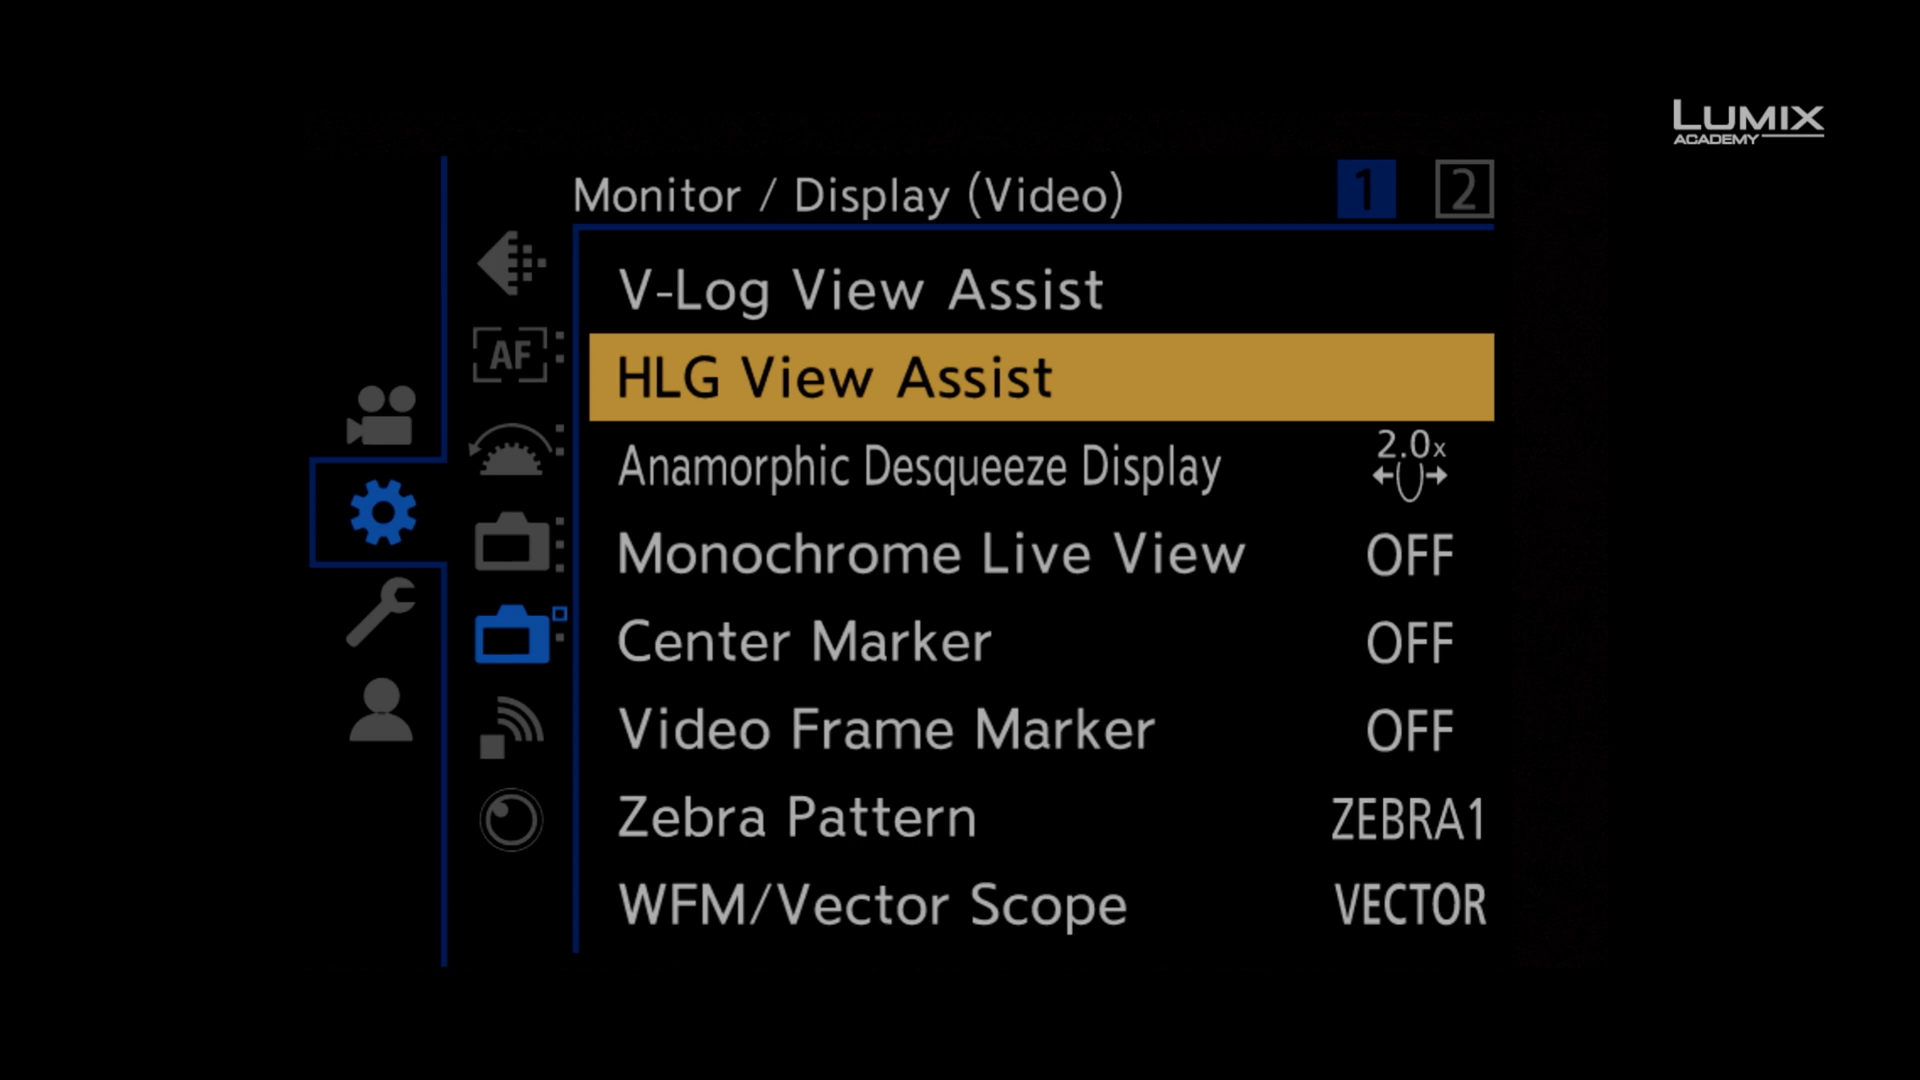 LUMIX
ACADEMY
Monitor / Display (Video) 1 2
V-Log View Assist
HLG View Assist
Anamorphic Desqueeze Display 2.0x
Monochrome Live View OFF
Center Marker OFF
Video Frame Marker OFF
Zebra Pattern ZEBRA1
WFM/Vector Scope VECTOR
AF